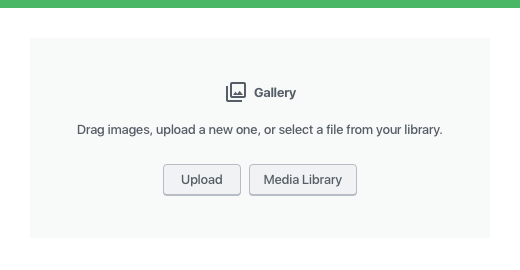 Gallery
Drag images, upload a new one, or select a file from your library.
Upload
Media Library